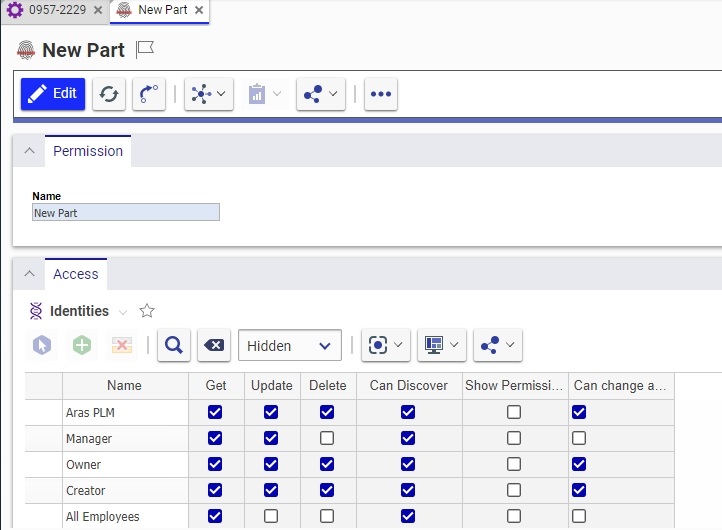 0957-2229
New Part
New Part
Edit
Permission
Name
New Part
Access
Identities
Hidden
Name Get Update Delete Can Discover Show Permissi... Can change a...
Aras PLM
Manager
Owner
Creator
All Employees